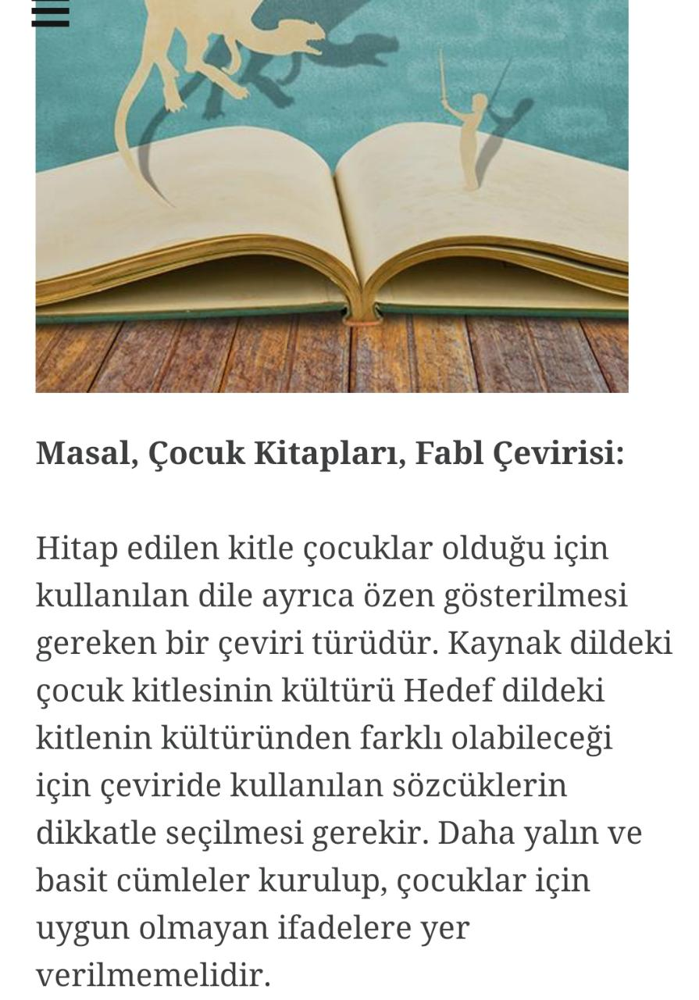 Masal, Çocuk Kitapları, Fabl Çevirisi:
Hitap edilen kitle çocuklar olduğu için
kullanılan dile ayrıca özen gösterilmesi
gereken bir çeviri türüdür. Kaynak dildeki
çocuk kitlesinin kültürü Hedef dildeki
kitlenin kültüründen farklı olabileceği
için çeviride kullanılan sözcüklerin
dikkatle seçilmesi gerekir. Daha yalın ve
basit cümleler kurulup, çocuklar için
uygun olmayan ifadelere yer
verilmemelidir.